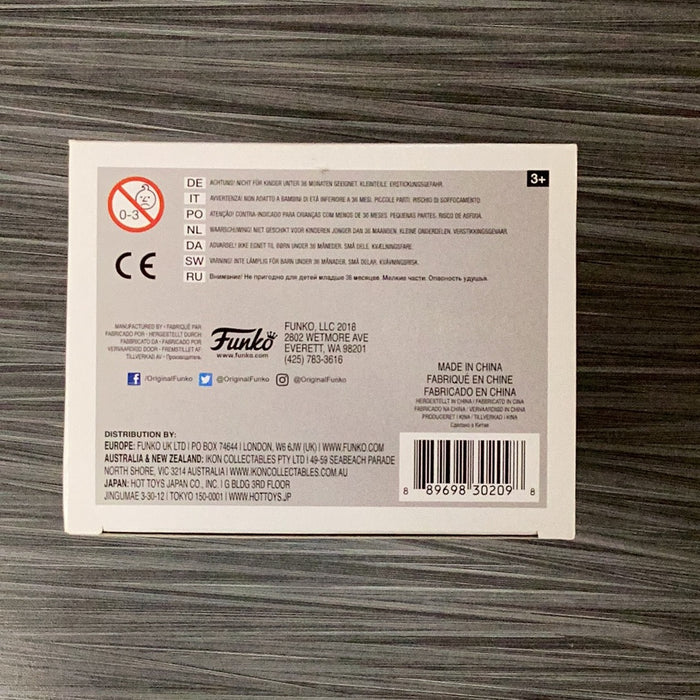 3+
0-3
DE ACHTUNG! NICHT FÜR KINDER UNTER 36 MONATEN GEEIGNET. KLEINTEILE. ERSTICKUNGSGEFAHR.
IT AVVERTENZA! NON ADATTO A BAMBINI DI ETÀ INFERIORE A 36 MESI. PICCOLE PARTI. RISCHIO DI SOFFOCAMENTO.
PO ATENÇÃO! CONTRA-INDICADO PARA CRIANÇAS COM MENOS DE 36 MESES. PEQUENAS PARTES. RISCO DE ASFIXIA.
NL WAARSCHUWING! NIET GESCHIKT VOOR KINDEREN JONGER DAN 36 MAANDEN. KLEINE ONDERDELEN. VERSTIKKINGSGEVAAR.
DA ADVARSEL! IKKE EGNET TIL BØRN UNDER 36 MÅNEDER. SMÅ DELE. KVÆLNINGSFARE.
SW VARNING! INTE LÄMPLIG FÖR BARN UNDER 36 MÅNADER. SMÅ DELAR. KVÄVNINGSRISK.
RU Внимание! Не пригодно для детей младше 36 месяцев. Мелкие части. Опасность удушья.
CE
MANUFACTURED BY • FABRIQUÉ PAR
FABRICADO POR • HERGESTELLT DURCH
FABBRICATO DA • FABRICADO POR
VERVAARDIGD DOOR • FREMSTILLET AF
TILLVERKAD AV • Производитель
Funko
www.funko.com
FUNKO, LLC 2018
2802 WETMORE AVE
EVERETT, WA 98201
(425) 783-3616
f /OriginalFunko @OriginalFunko @OriginalFunko
MADE IN CHINA
FABRIQUÉ EN CHINE
FABRICADO EN CHINA
HERGESTELLT IN CHINA / FABBRICATO IN CINA
FABRICADO NA CHINA / VERVAARDIGD IN CHINA
PRODUCERET I KINA / TILLVERKAD I KINA
Сделано в Китае
DISTRIBUTION BY:
EUROPE: FUNKO UK LTD | PO BOX 74644 | LONDON, W6 6JW (UK) | WWW.FUNKO.COM
AUSTRALIA & NEW ZEALAND: IKON COLLECTABLES PTY LTD | 49-59 SEABEACH PARADE
NORTH SHORE, VIC 3214 AUSTRALIA | WWW.IKONCOLLECTABLES.COM.AU
JAPAN: HOT TOYS JAPAN CO., INC. | G BLDG 3RD FLOOR
JINGUMAE 3-30-12 | TOKYO 150-0001 | WWW.HOTTOYS.JP
8 89698 30209 8